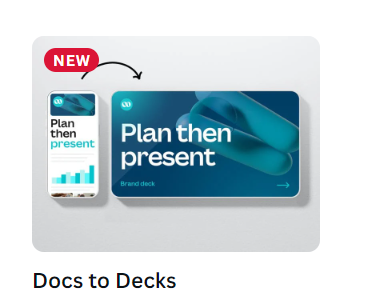 NEW
Plan
then
present
Plan then
present
Brand deck
Docs to Decks